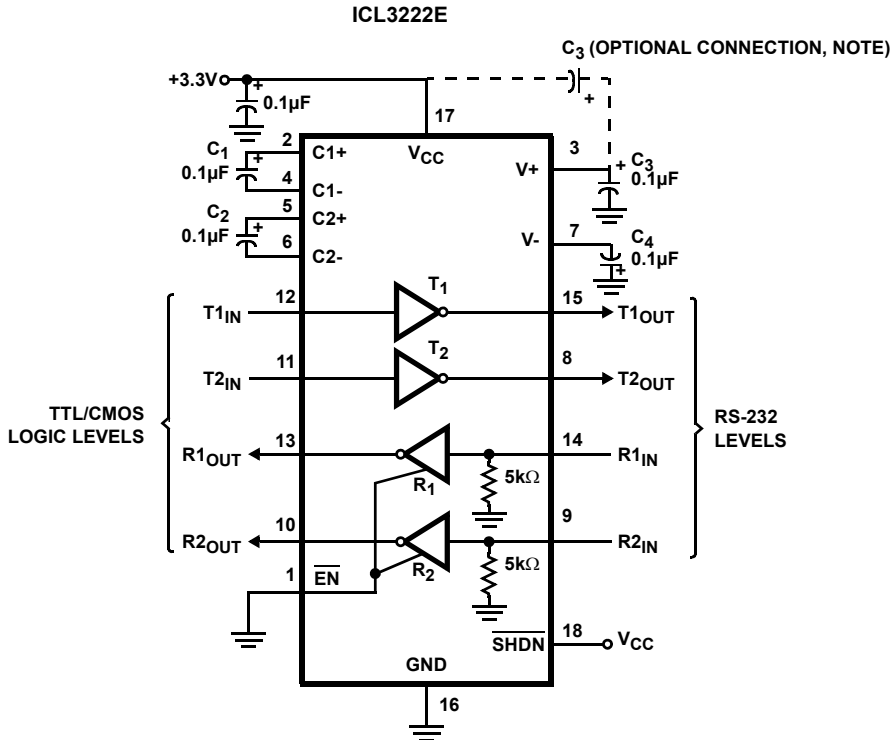 ICL3222E
C3 (OPTIONAL CONNECTION, NOTE)
+3.3V
+
0.1µF
+
17
2
C1+
VCC
3
V+
C1
0.1µF
+
4
C1-
+
C3
0.1µF
C2
0.1µF
+
5
C2+
6
C2-
7
V-
C4
0.1µF
+
T1IN
12
T1
15
T1OUT
T2IN
11
T2
8
T2OUT
TTL/CMOS
LOGIC LEVELS
RS-232
LEVELS
R1OUT
13
R1
14
R1IN
5kΩ
R2OUT
10
R2
9
R2IN
5kΩ
1
EN
SHDN
18
VCC
GND
16